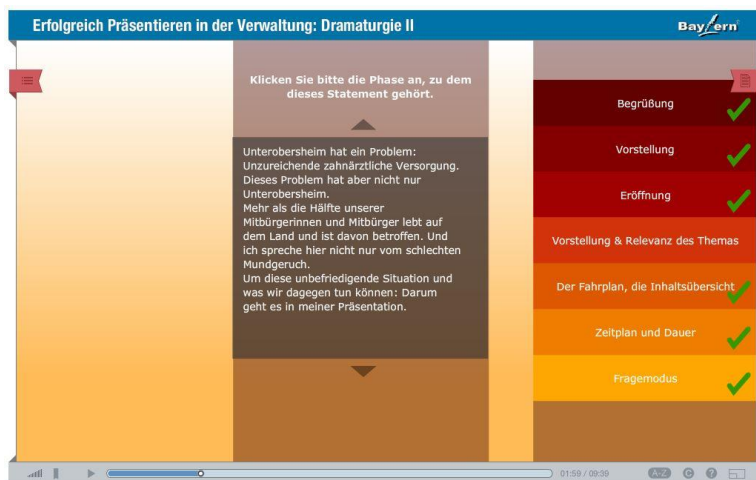 Erfolgreich Präsentieren in der Verwaltung: Dramaturgie II
Bayern
Klicken Sie bitte die Phase an, zu dem
dieses Statement gehört.
Unterobersheim hat ein Problem:
Unzureichende zahnärztliche Versorgung.
Dieses Problem hat aber nicht nur
Unterobersheim.
Mehr als die Hälfte unserer
Mitbürgerinnen und Mitbürger lebt auf
dem Land und ist davon betroffen. Und
ich spreche hier nicht nur vom schlechten
Mundgeruch.
Um diese unbefriedigende Situation und
was wir dagegen tun können: Darum
geht es in meiner Präsentation.
Begrüßung
Vorstellung
Eröffnung
Vorstellung & Relevanz des Themas
Der Fahrplan, die Inhaltsübersicht
Zeitplan und Dauer
Fragemodus
01:59 / 09:39
A-Z
C
?